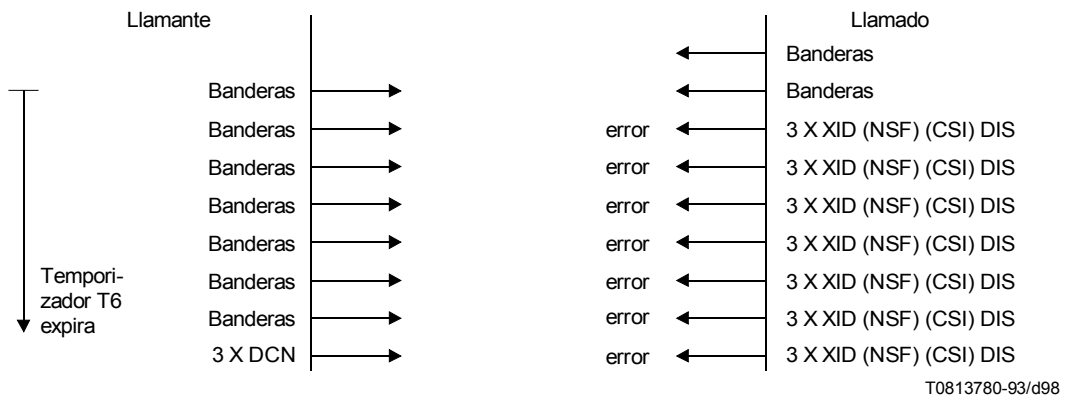 Llamante Llamado
Banderas
Banderas Banderas
Banderas error 3 X XID (NSF) (CSI) DIS
Banderas error 3 X XID (NSF) (CSI) DIS
Banderas error 3 X XID (NSF) (CSI) DIS
Banderas error 3 X XID (NSF) (CSI) DIS
Tempori-
zador T6
expira
Banderas error 3 X XID (NSF) (CSI) DIS
Banderas error 3 X XID (NSF) (CSI) DIS
3 X DCN error 3 X XID (NSF) (CSI) DIS
T0813780-93/d98